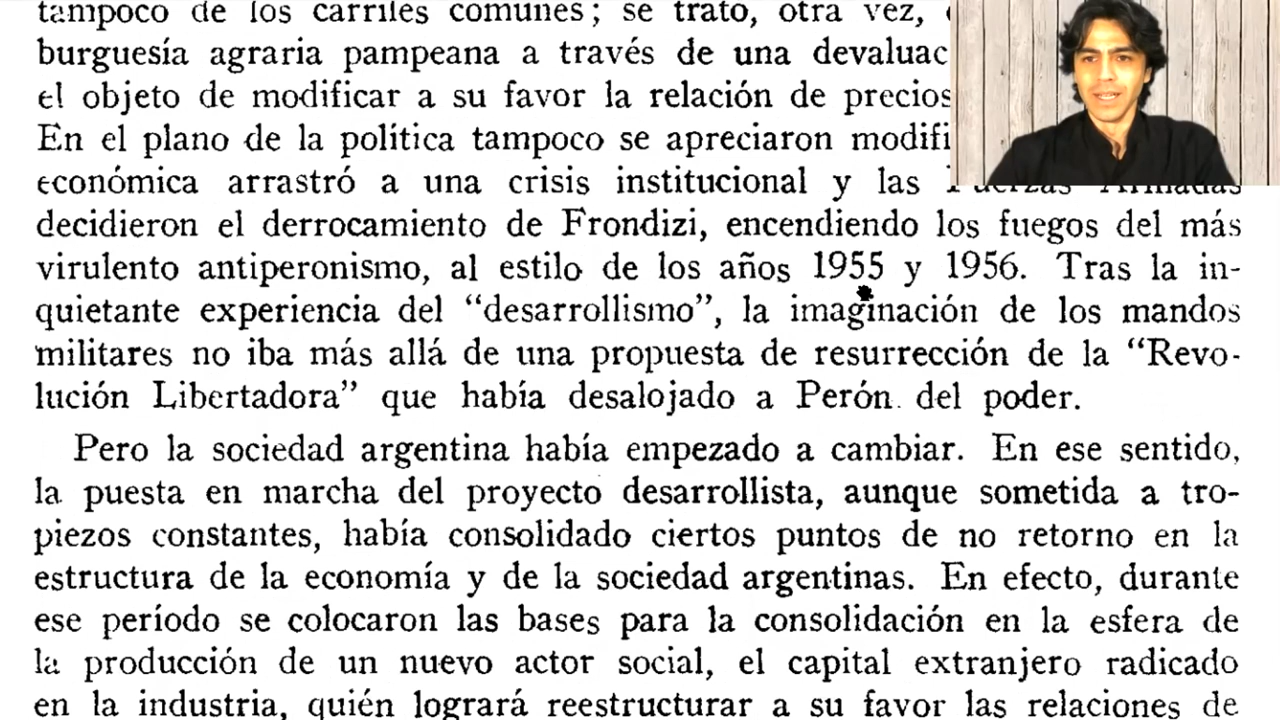 tampoco de los carriles comunes; se trató, otra vez,
burguesía agraria pampeana a través de una devaluac
el objeto de modificar a su favor la relación de precios
En el plano de la política tampoco se apreciaron modifi
económica arrastró a una crisis institucional y las Fuerzas Armadas
decidieron el derrocamiento de Frondizi, encendiendo los fuegos del más
virulento antiperonismo, al estilo de los años 1955 y 1956. Tras la in-
quietante experiencia del “desarrollismo”, la imaginación de los mandos
militares no iba más allá de una propuesta de resurrección de la “Revo-
lución Libertadora” que había desalojado a Perón del poder.
Pero la sociedad argentina había empezado a cambiar. En ese sentido,
la puesta en marcha del proyecto desarrollista, aunque sometida a tro-
piezos constantes, había consolidado ciertos puntos de no retorno en la
estructura de la economía y de la sociedad argentinas. En efecto, durante
ese período se colocaron las bases para la consolidación en la esfera de
la producción de un nuevo actor social, el capital extranjero radicado
en la industria, quién logrará reestructurar a su favor las relaciones de